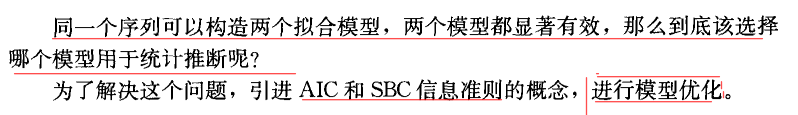 同一个序列可以构造两个拟合模型，两个模型都显著有效，那么到底该选择
哪个模型用于统计推断呢？
为了解决这个问题，引进 AIC 和 SBC 信息准则的概念，进行模型优化。